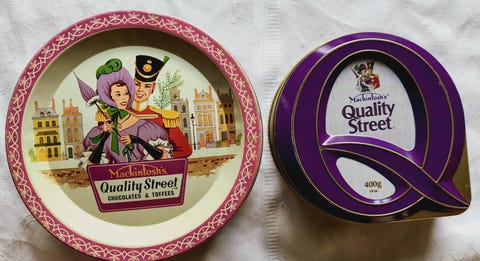 Mackintosh's
Quality Street
CHOCOLATES & TOFFEES
Mackintosh's
Quality
Street
400g